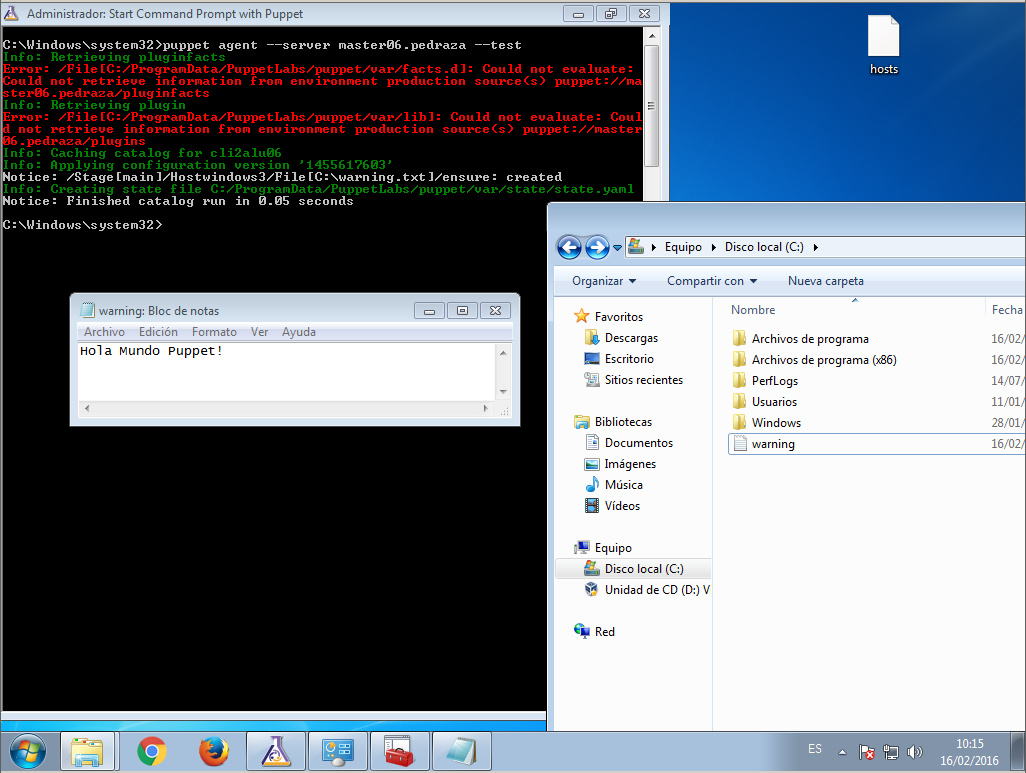 Administrador: Start Command Prompt with Puppet
C:\Windows\system32>puppet agent --server master06.pedraza --test
Info: Retrieving pluginfacts
Error: /File[C:/ProgramData/PuppetLabs/puppet/var/facts.d]: Could not evaluate:
Could not retrieve information from environment production source(s) puppet://ma
ster06.pedraza/pluginfacts
Info: Retrieving plugin
Error: /File[C:/ProgramData/PuppetLabs/puppet/var/lib]: Could not evaluate: Coul
d not retrieve information from environment production source(s) puppet://master
06.pedraza/plugins
Info: Caching catalog for cli2alu06
Info: Applying configuration version '1455617603'
Notice: /Stage[main]/Hostwindows3/File[C:\warning.txt]/ensure: created
Info: Creating state file C:/ProgramData/PuppetLabs/puppet/var/state/state.yaml
Notice: Finished catalog run in 0.05 seconds
C:\Windows\system32>
hosts
warning: Bloc de notas
Archivo Edición Formato Ver Ayuda
Hola Mundo Puppet!
Equipo Disco local (C:)
Organizar Compartir con Nueva carpeta
Favoritos
Descargas
Escritorio
Sitios recientes
Bibliotecas
Documentos
Imágenes
Música
Vídeos
Equipo
Disco local (C:)
Unidad de CD (D:) V
Red
Nombre Fecha
Archivos de programa 16/02/
Archivos de programa (x86) 16/02/
PerfLogs 14/07/
Usuarios 11/01/
Windows 28/01/
warning 16/02/
ES
10:15
16/02/2016